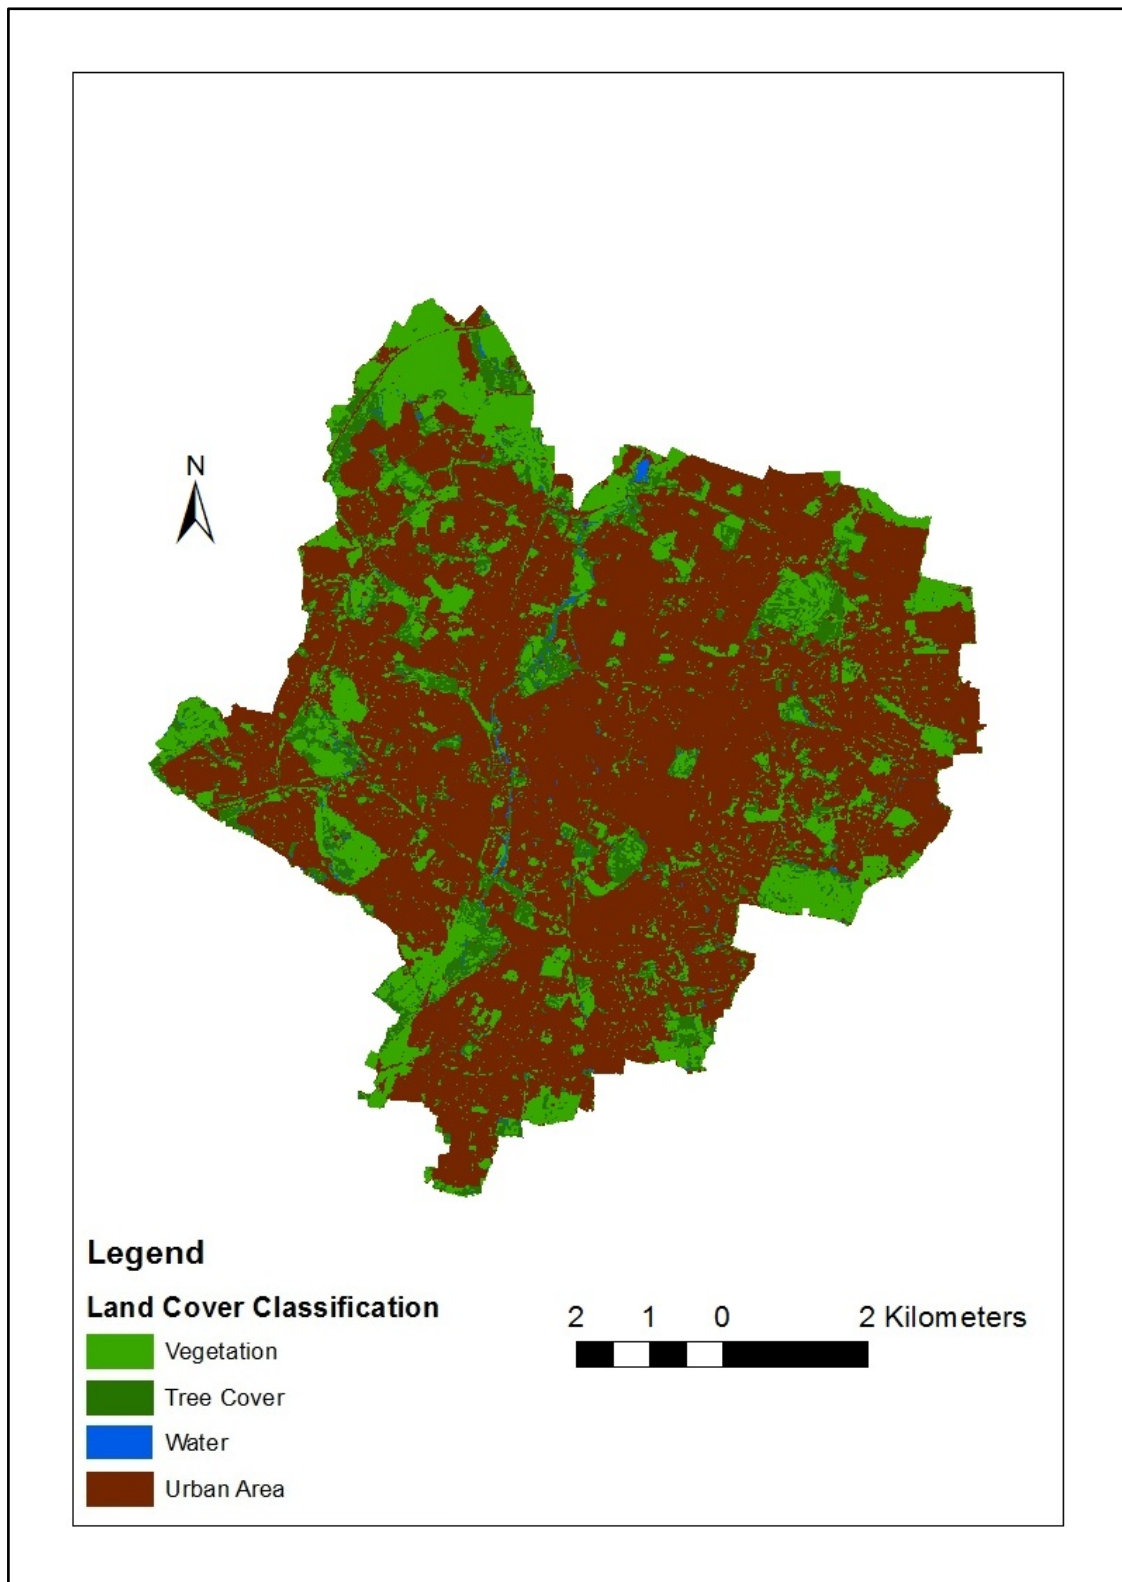 N
Legend
Land Cover Classification
Vegetation
Tree Cover
Water
Urban Area
2 1 0 2 Kilometers